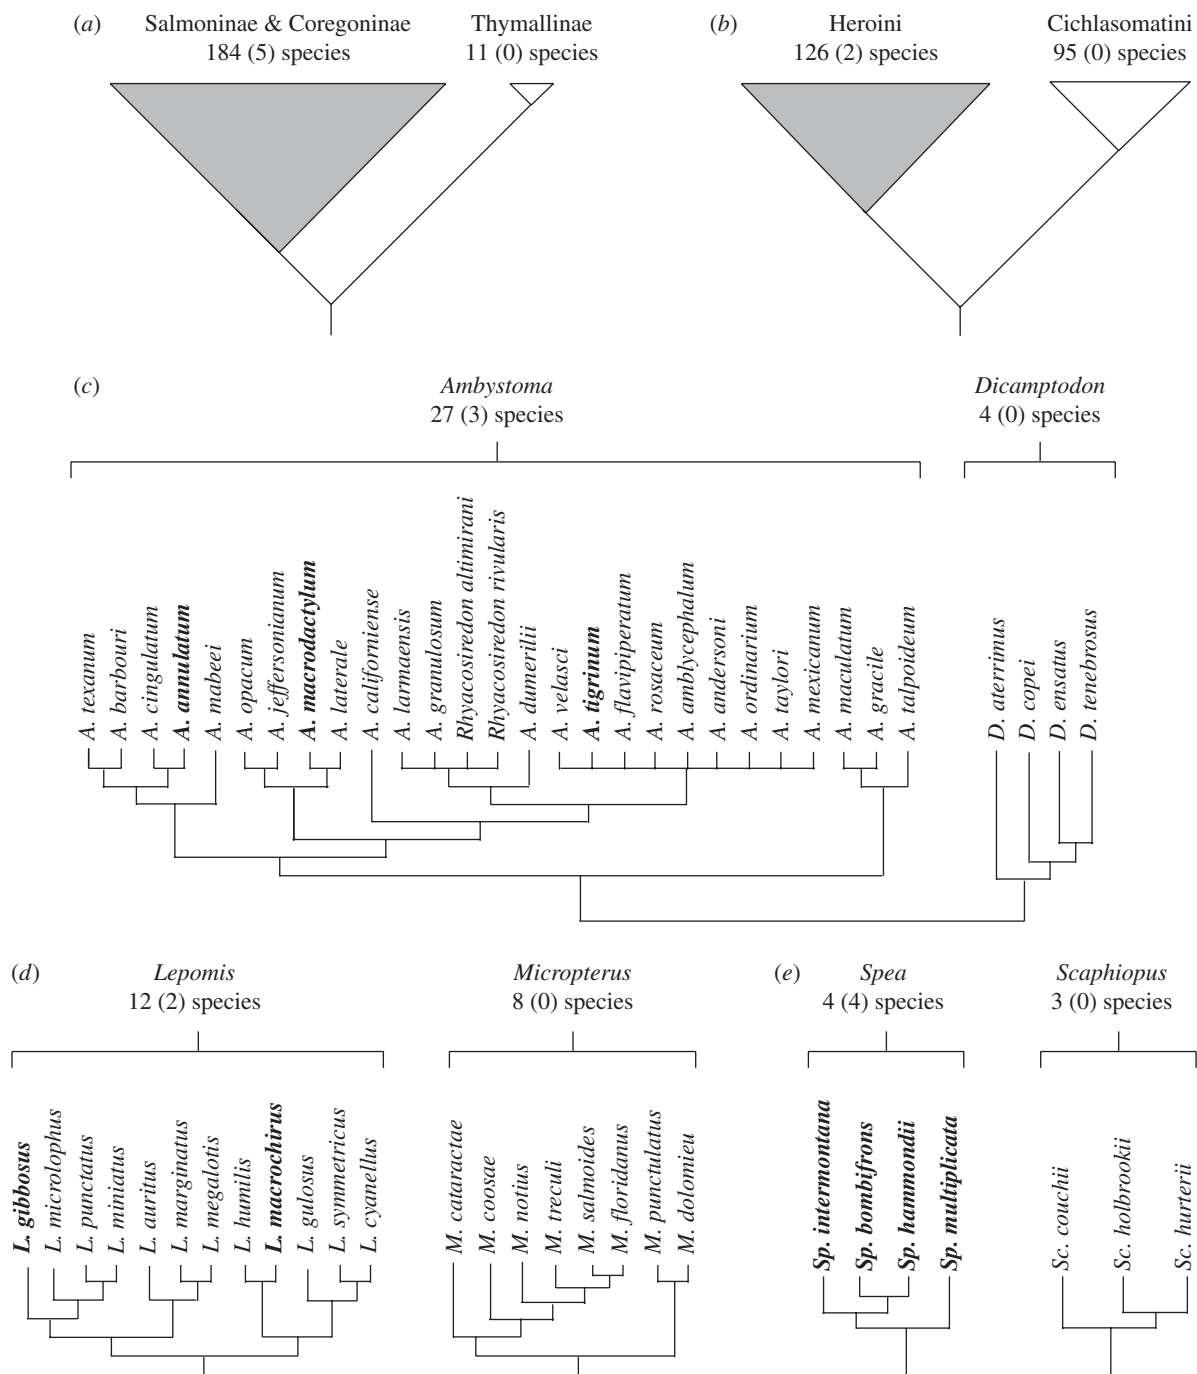 (a)
Salmoninae & Coregoninae
184 (5) species
Thymallinae
11 (0) species
(b)
Heroini
126 (2) species
Cichlasomatini
95 (0) species
(c)
Ambystoma
27 (3) species
Dicamptodon
4 (0) species
A. texanum
A. barbouri
A. cingulatum
A. annulatum
A. mabeei
A. opacum
A. jeffersonianum
A. macrodactylum
A. laterale
A. californiense
A. larmaensis
A. granulosum
Rhyacosiredon altimirani
Rhyacosiredon rivularis
A. dumerilii
A. velasci
A. tigrinum
A. flavipiperatum
A. rosaceum
A. amblycephalum
A. andersoni
A. ordinarium
A. taylori
A. mexicanum
A. maculatum
A. gracile
A. talpoideum
D. aterrimus
D. copei
D. ensatus
D. tenebrosus
(d)
Lepomis
12 (2) species
Micropterus
8 (0) species
L. gibbosus
L. microlophus
L. punctatus
L. miniatus
L. auritus
L. marginatus
L. megalotis
L. humilis
L. macrochirus
L. gulosus
L. symmetricus
L. cyanellus
M. cataractae
M. coosae
M. notius
M. treculi
M. salmoides
M. floridanus
M. punctulatus
M. dolomieu
(e)
Spea
4 (4) species
Scaphiopus
3 (0) species
Sp. intermontana
Sp. bombifrons
Sp. hammondii
Sp. multiplicata
Sc. couchii
Sc. holbrookii
Sc. hurterii